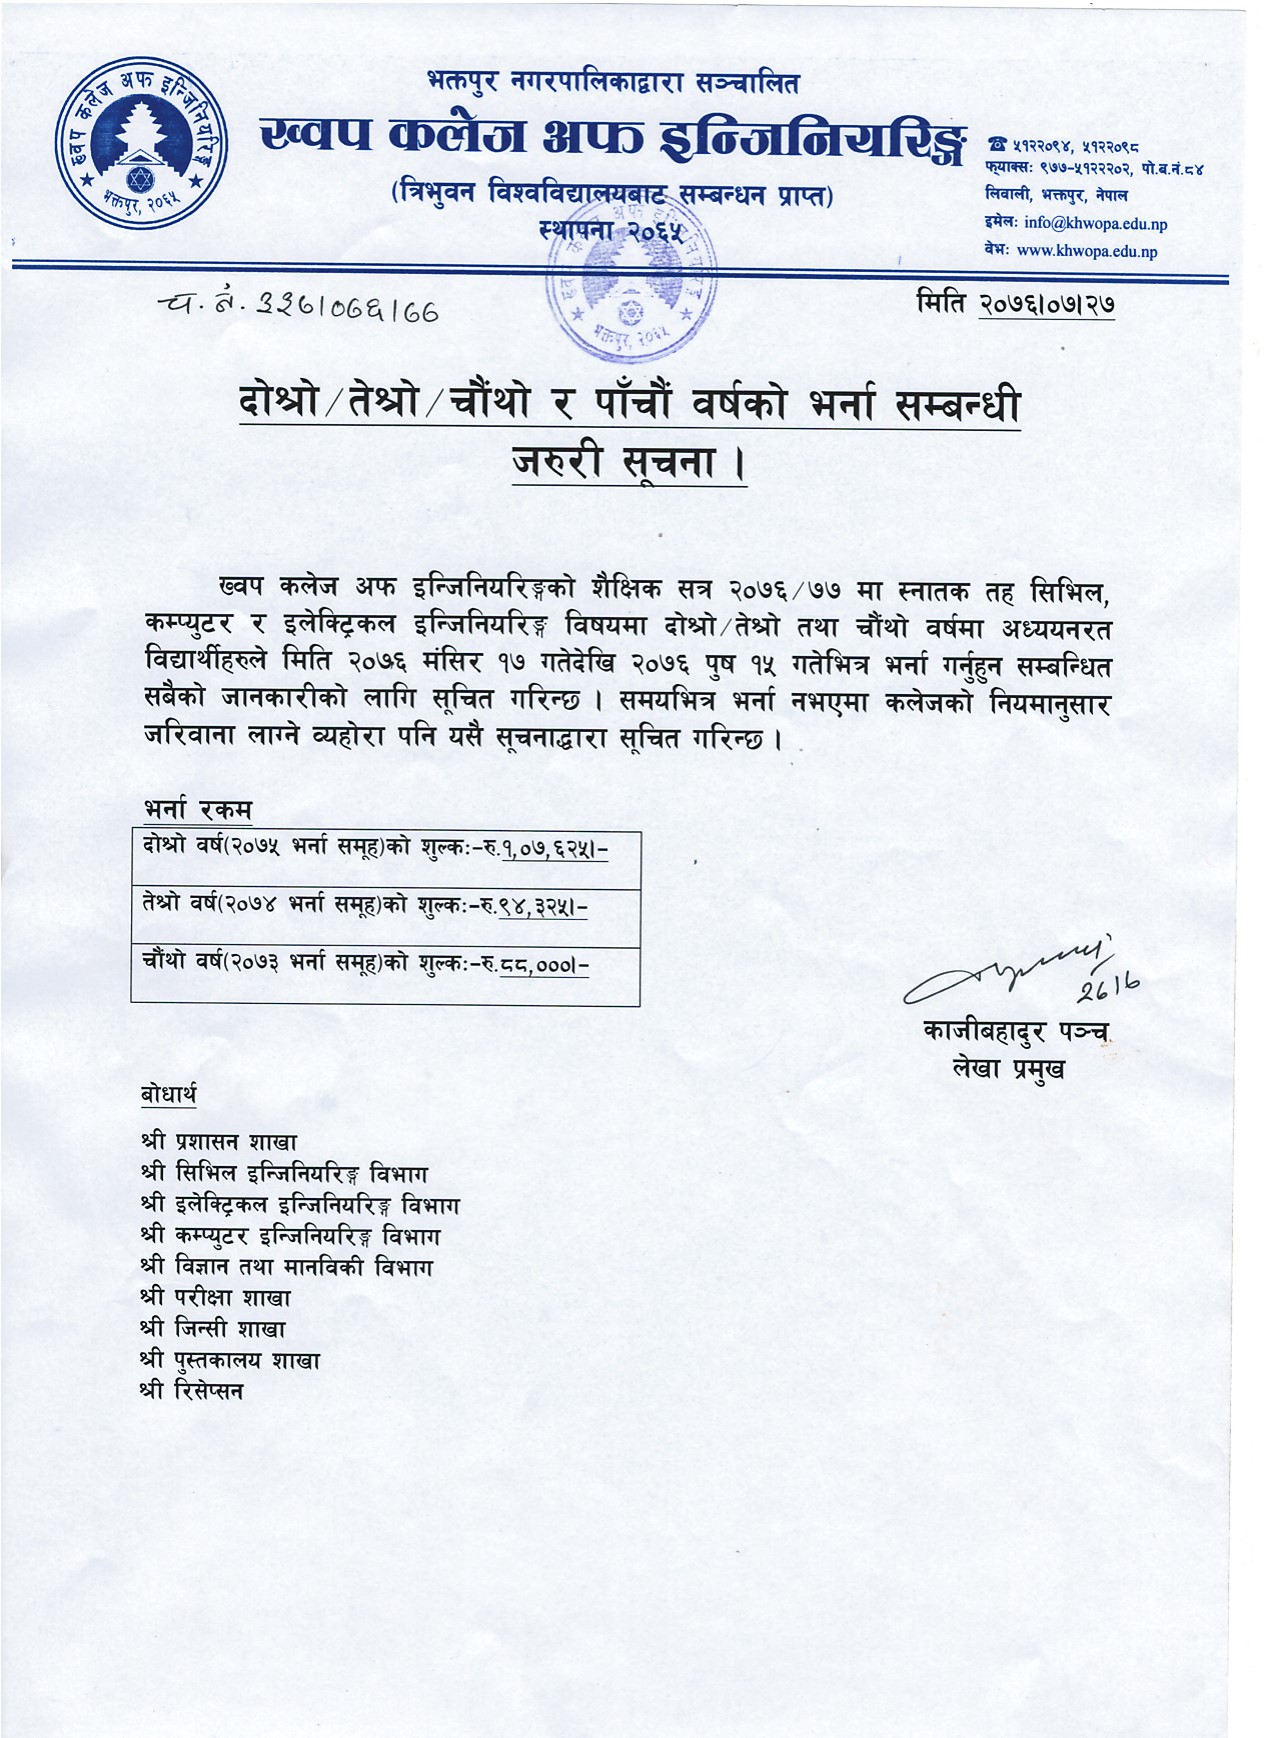 भक्तपुर नगरपालिकाद्वारा सञ्चालित
ख्वप कलेज अफ इन्जिनियरिङ्ग
(त्रिभुवन विश्वविद्यालयबाट सम्बन्धन प्राप्त)
स्थापना २०६५
ख्वप कलेज अफ इन्जिनियरिङ्ग
भक्तपुर, २०६५
☎ ५१२२०९४, ५१२२०९८
फ्याक्स: ९७७-५१२२२०२, पो.ब.नं.८४
लिवाली, भक्तपुर, नेपाल
इमेल: info@khwopa.edu.np
वेभ: www.khwopa.edu.np
भक्तपुर, २०६५
च. नं. ३३७।०७६।७७
मिति २०७६।०७।२७
दोश्रो/तेश्रो/चौंथो र पाँचौं वर्षको भर्ना सम्बन्धी
जरुरी सूचना ।
ख्वप कलेज अफ इन्जिनियरिङ्गको शैक्षिक सत्र २०७६/७७ मा स्नातक तह सिभिल,
कम्प्युटर र इलेक्ट्रिकल इन्जिनियरिङ्ग विषयमा दोश्रो/तेश्रो तथा चौंथो वर्षमा अध्ययनरत
विद्यार्थीहरुले मिति २०७६ मंसिर १७ गतेदेखि २०७६ पुष १५ गतेभित्र भर्ना गर्नुहुन सम्बन्धित
सबैको जानकारीको लागि सूचित गरिन्छ । समयभित्र भर्ना नभएमा कलेजको नियमानुसार
जरिवाना लाग्ने व्यहोरा पनि यसै सूचनाद्धारा सूचित गरिन्छ ।
भर्ना रकम
दोश्रो वर्ष(२०७५ भर्ना समूह)को शुल्कः-रु.१,०७,६२५।-
तेश्रो वर्ष(२०७४ भर्ना समूह)को शुल्कः-रु.९४,३२५।-
चौंथो वर्ष(२०७३ भर्ना समूह)को शुल्कः-रु.८८,०००।-
२७।७
काजीबहादुर पञ्च
लेखा प्रमुख
बोधार्थ
श्री प्रशासन शाखा
श्री सिभिल इन्जिनियरिङ्ग विभाग
श्री इलेक्ट्रिकल इन्जिनियरिङ्ग विभाग
श्री कम्प्युटर इन्जिनियरिङ्ग विभाग
श्री विज्ञान तथा मानविकी विभाग
श्री परीक्षा शाखा
श्री जिन्सी शाखा
श्री पुस्तकालय शाखा
श्री रिसेप्सन